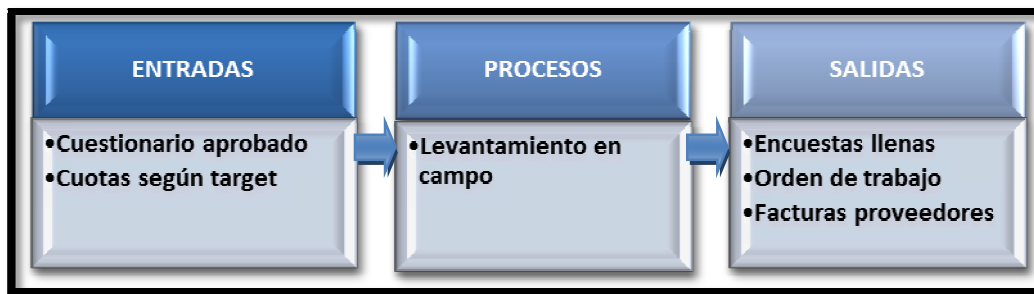 ENTRADAS
•Cuestionario aprobado
•Cuotas según target
PROCESOS
•Levantamiento en
campo
SALIDAS
•Encuestas llenas
•Orden de trabajo
•Facturas proveedores